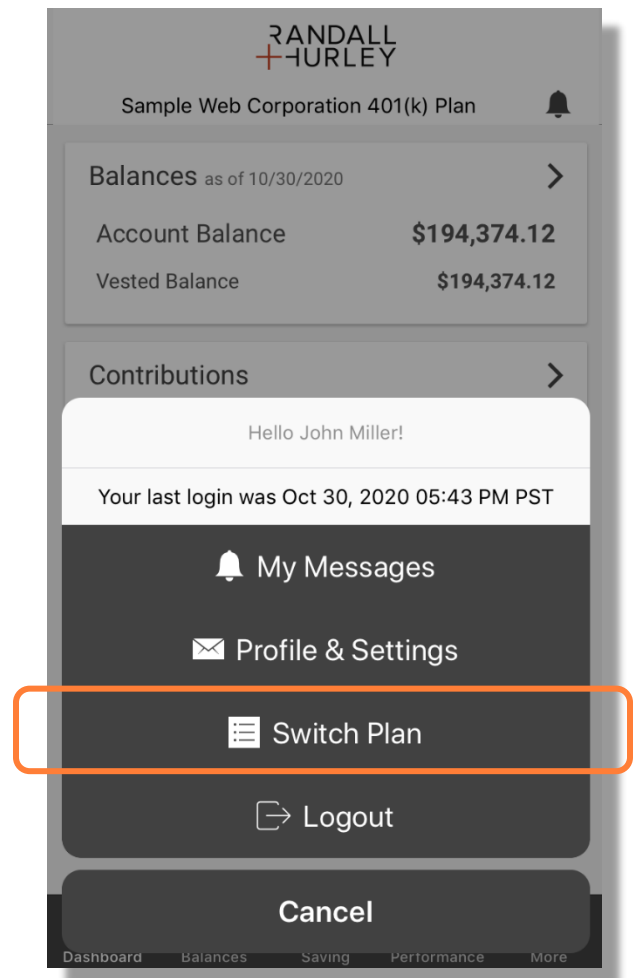 RANDALL
HURLEY
Sample Web Corporation 401(k) Plan
Balances as of 10/30/2020
Account Balance $194,374.12
Vested Balance $194,374.12
Contributions
Hello John Miller!
Your last login was Oct 30, 2020 05:43 PM PST
My Messages
Profile & Settings
Switch Plan
Logout
Cancel
Dashboard Balances Saving Performance More